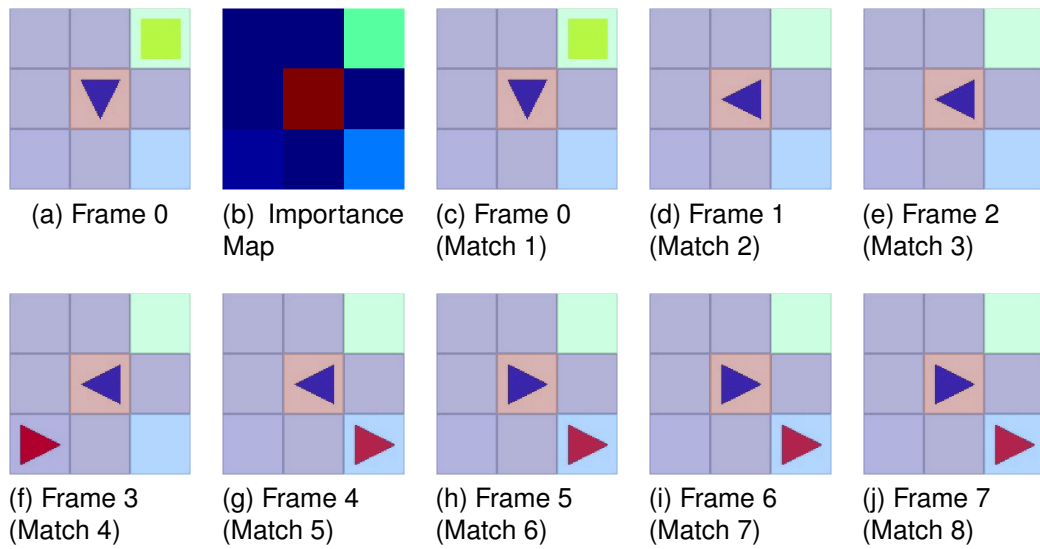 (a) Frame 0
(b) Importance
Map
(c) Frame 0
(Match 1)
(d) Frame 1
(Match 2)
(e) Frame 2
(Match 3)
(f) Frame 3
(Match 4)
(g) Frame 4
(Match 5)
(h) Frame 5
(Match 6)
(i) Frame 6
(Match 7)
(j) Frame 7
(Match 8)